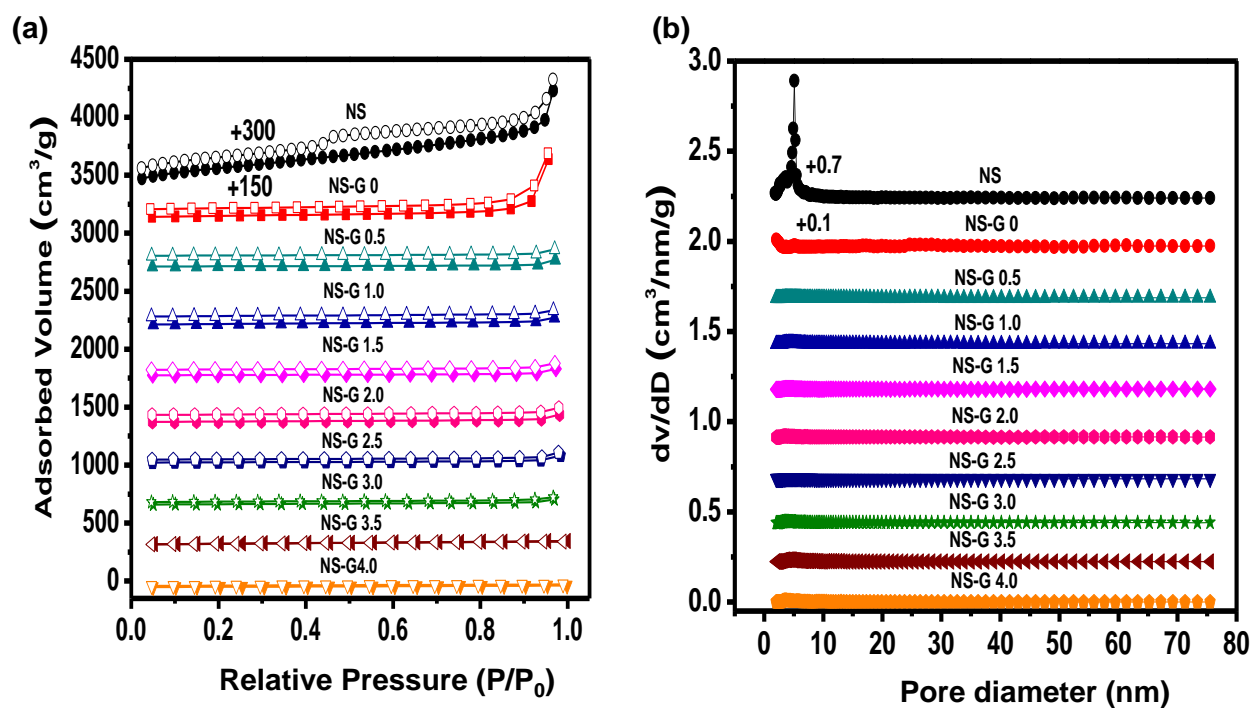 (a)
4500
4000
3500
3000
2500
2000
1500
1000
500
0
Adsorbed Volume (cm³/g)
NS
+300
+150
NS-G 0
NS-G 0.5
NS-G 1.0
NS-G 1.5
NS-G 2.0
NS-G 2.5
NS-G 3.0
NS-G 3.5
NS-G4.0
0.0 0.2 0.4 0.6 0.8 1.0
Relative Pressure (P/P₀)
(b)
3.0
2.5
2.0
1.5
1.0
0.5
0.0
dv/dD (cm³/nm/g)
+0.7
NS
+0.1
NS-G 0
NS-G 0.5
NS-G 1.0
NS-G 1.5
NS-G 2.0
NS-G 2.5
NS-G 3.0
NS-G 3.5
NS-G 4.0
0 10 20 30 40 50 60 70 80
Pore diameter (nm)